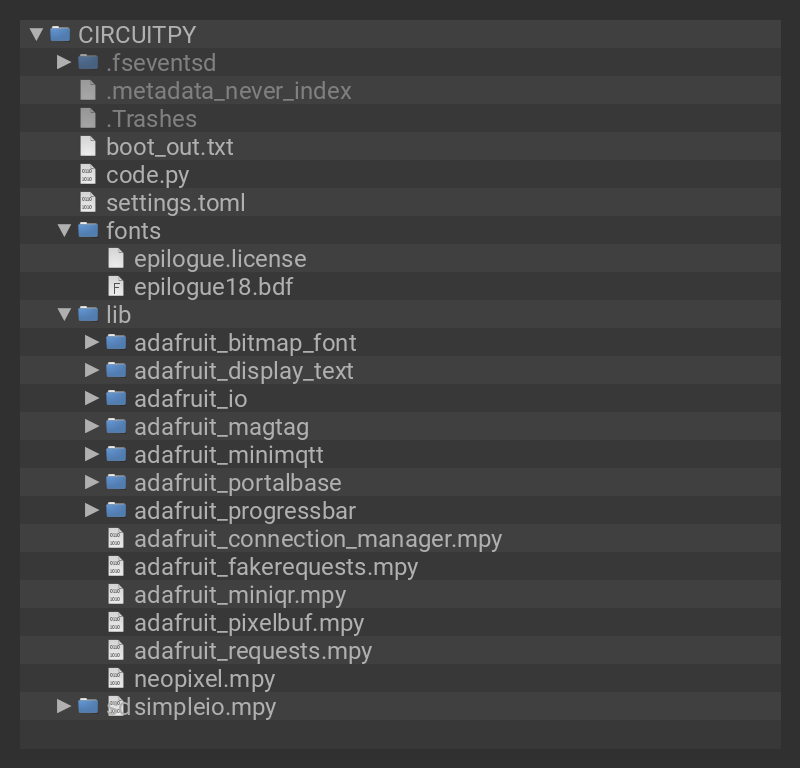 CIRCUITPY
.fseventsd
.metadata_never_index
.Trashes
boot_out.txt
code.py
settings.toml
fonts
epilogue.license
epilogue18.bdf
lib
adafruit_bitmap_font
adafruit_display_text
adafruit_io
adafruit_magtag
adafruit_minimqtt
adafruit_portalbase
adafruit_progressbar
adafruit_connection_manager.mpy
adafruit_fakerequests.mpy
adafruit_miniqr.mpy
adafruit_pixelbuf.mpy
adafruit_requests.mpy
neopixel.mpy
sd simpleio.mpy